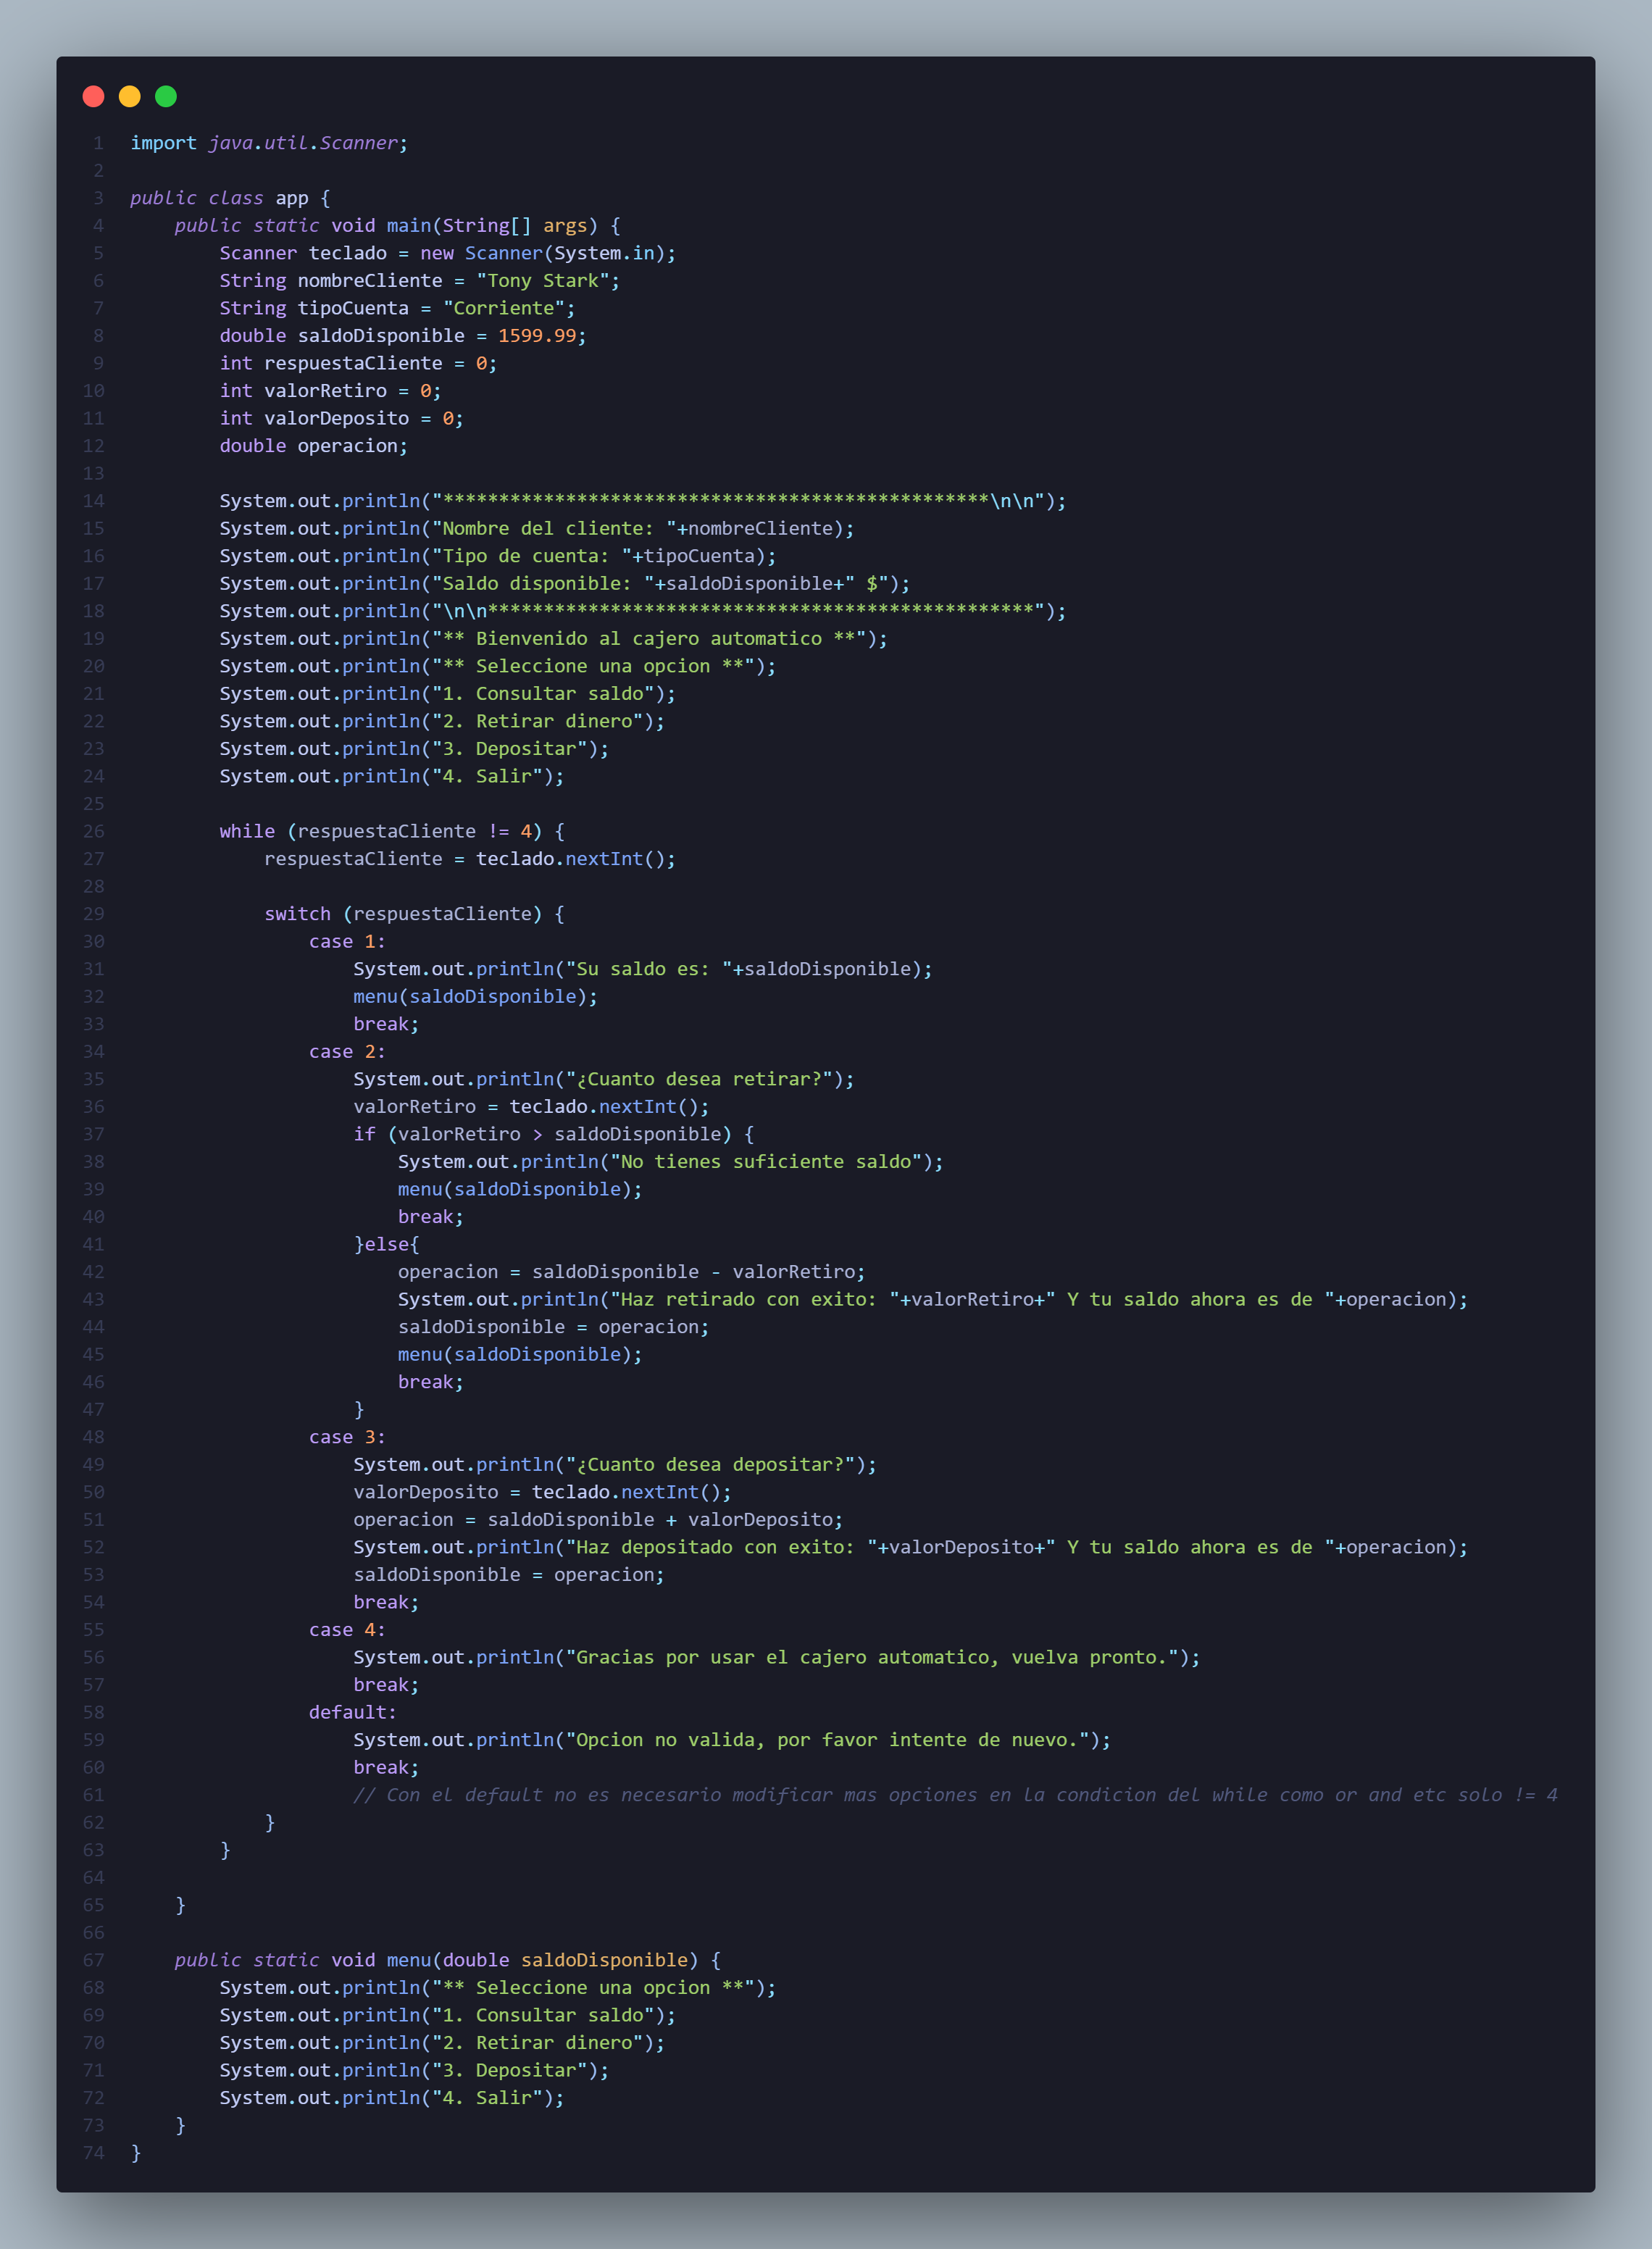 1 import java.util.Scanner;
2
3 public class app {
4     public static void main(String[] args) {
5         Scanner teclado = new Scanner(System.in);
6         String nombreCliente = "Tony Stark";
7         String tipoCuenta = "Corriente";
8         double saldoDisponible = 1599.99;
9         int respuestaCliente = 0;
10         int valorRetiro = 0;
11         int valorDeposito = 0;
12         double operacion;
13
14         System.out.println("*************************************************\n\n");
15         System.out.println("Nombre del cliente: "+nombreCliente);
16         System.out.println("Tipo de cuenta: "+tipoCuenta);
17         System.out.println("Saldo disponible: "+saldoDisponible+" $");
18         System.out.println("\n\n*************************************************");
19         System.out.println("** Bienvenido al cajero automatico **");
20         System.out.println("** Seleccione una opcion **");
21         System.out.println("1. Consultar saldo");
22         System.out.println("2. Retirar dinero");
23         System.out.println("3. Depositar");
24         System.out.println("4. Salir");
25
26         while (respuestaCliente != 4) {
27             respuestaCliente = teclado.nextInt();
28
29             switch (respuestaCliente) {
30                 case 1:
31                     System.out.println("Su saldo es: "+saldoDisponible);
32                     menu(saldoDisponible);
33                     break;
34                 case 2:
35                     System.out.println("¿Cuanto desea retirar?");
36                     valorRetiro = teclado.nextInt();
37                     if (valorRetiro > saldoDisponible) {
38                         System.out.println("No tienes suficiente saldo");
39                         menu(saldoDisponible);
40                         break;
41                     }else{
42                         operacion = saldoDisponible - valorRetiro;
43                         System.out.println("Haz retirado con exito: "+valorRetiro+" Y tu saldo ahora es de "+operacion);
44                         saldoDisponible = operacion;
45                         menu(saldoDisponible);
46                         break;
47                     }
48                 case 3:
49                     System.out.println("¿Cuanto desea depositar?");
50                     valorDeposito = teclado.nextInt();
51                     operacion = saldoDisponible + valorDeposito;
52                     System.out.println("Haz depositado con exito: "+valorDeposito+" Y tu saldo ahora es de "+operacion);
53                     saldoDisponible = operacion;
54                     break;
55                 case 4:
56                     System.out.println("Gracias por usar el cajero automatico, vuelva pronto.");
57                     break;
58                 default:
59                     System.out.println("Opcion no valida, por favor intente de nuevo.");
60                     break;
61                     // Con el default no es necesario modificar mas opciones en la condicion del while como or and etc solo != 4
62             }
63         }
64
65     }
66
67     public static void menu(double saldoDisponible) {
68         System.out.println("** Seleccione una opcion **");
69         System.out.println("1. Consultar saldo");
70         System.out.println("2. Retirar dinero");
71         System.out.println("3. Depositar");
72         System.out.println("4. Salir");
73     }
74 }